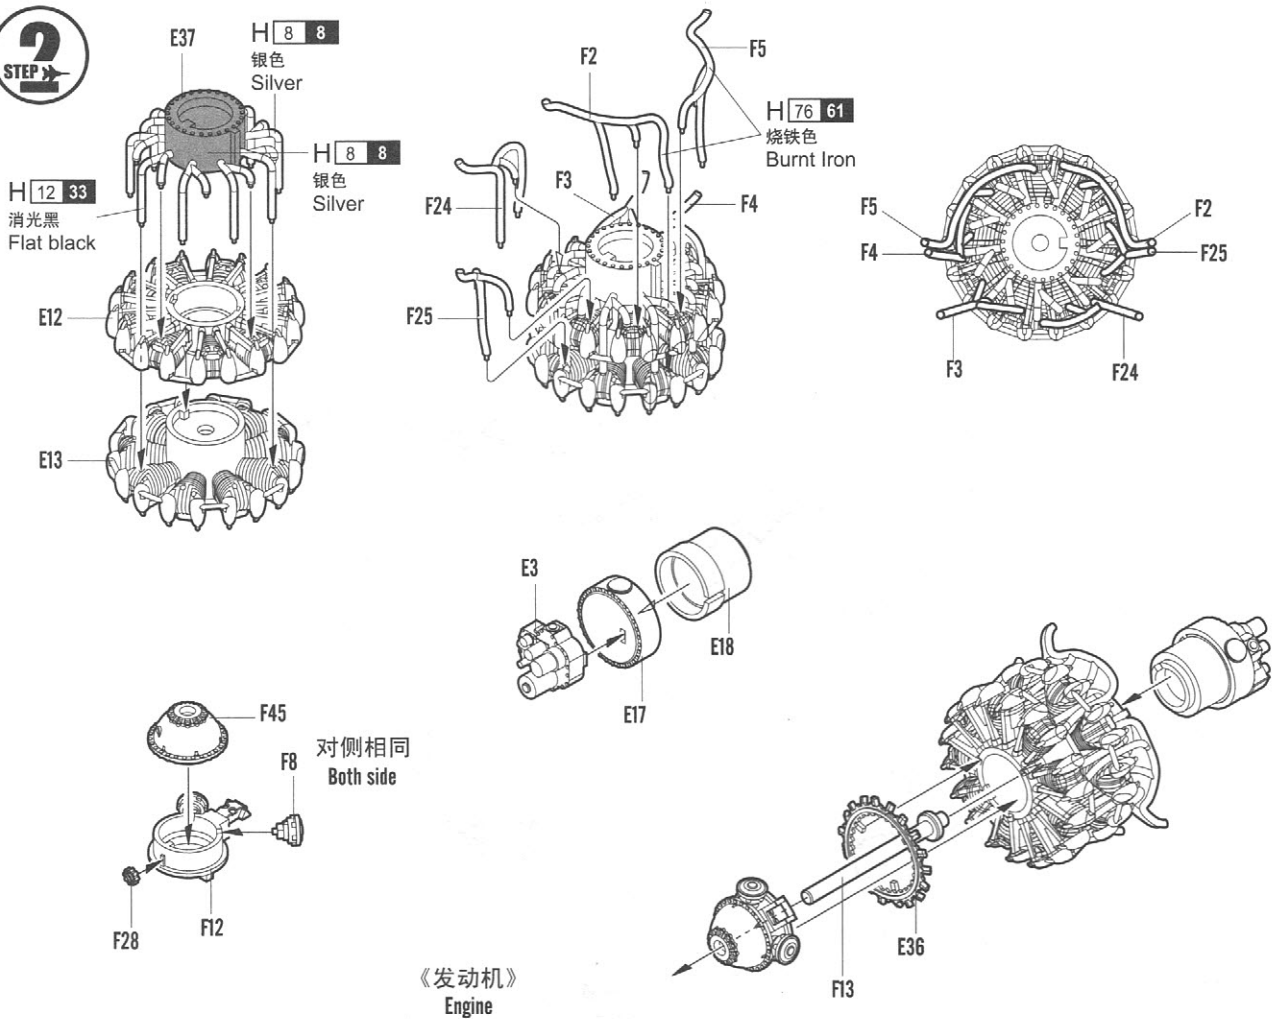 2
STEP
E37
H 8 8
银色
Silver
H 8 8
银色
Silver
H 12 33
消光黑
Flat black
E12
E13
F2
F5
H 76 61
烧铁色
Burnt Iron
F24
F3
F4
F25
F5
F4
F2
F25
F3
F24
E3
E18
E17
F45
F8
对侧相同
Both side
F28
F12
E36
F13
《发动机》
Engine